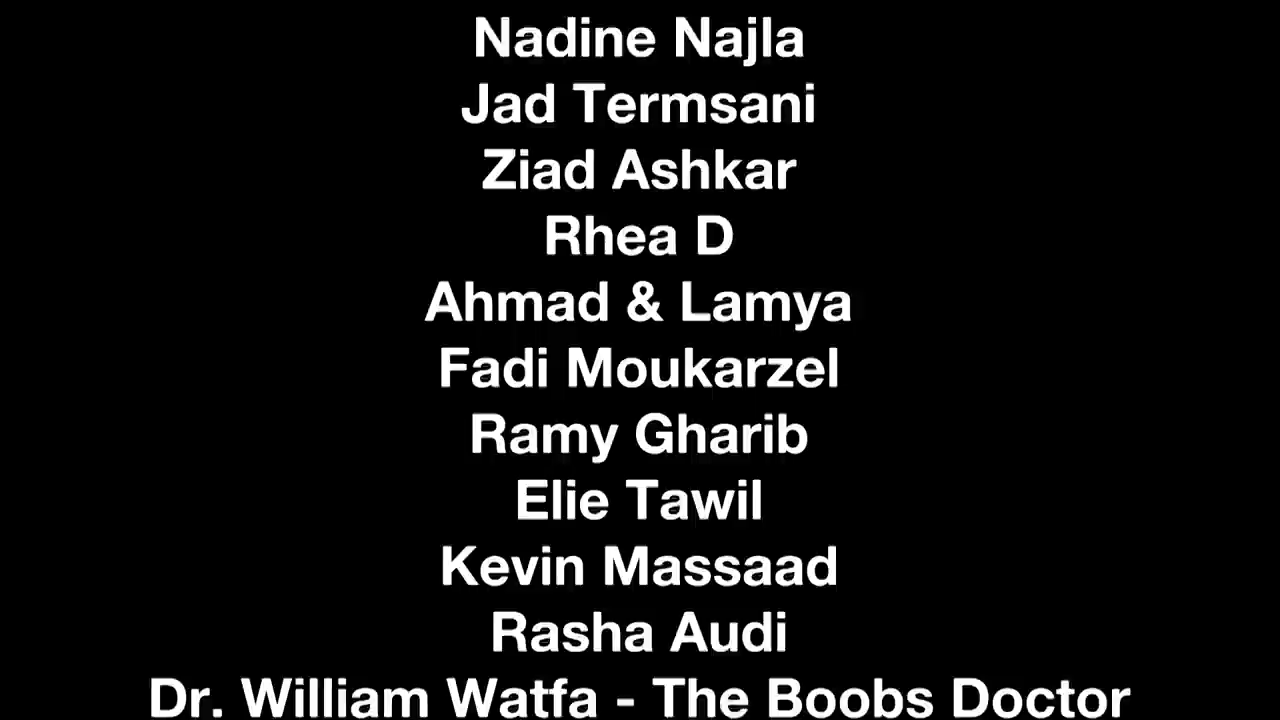 Nadine Najla
Jad Termsani
Ziad Ashkar
Rhea D
Ahmad & Lamya
Fadi Moukarzel
Ramy Gharib
Elie Tawil
Kevin Massaad
Rasha Audi
Dr. William Watfa - The Boobs Doctor